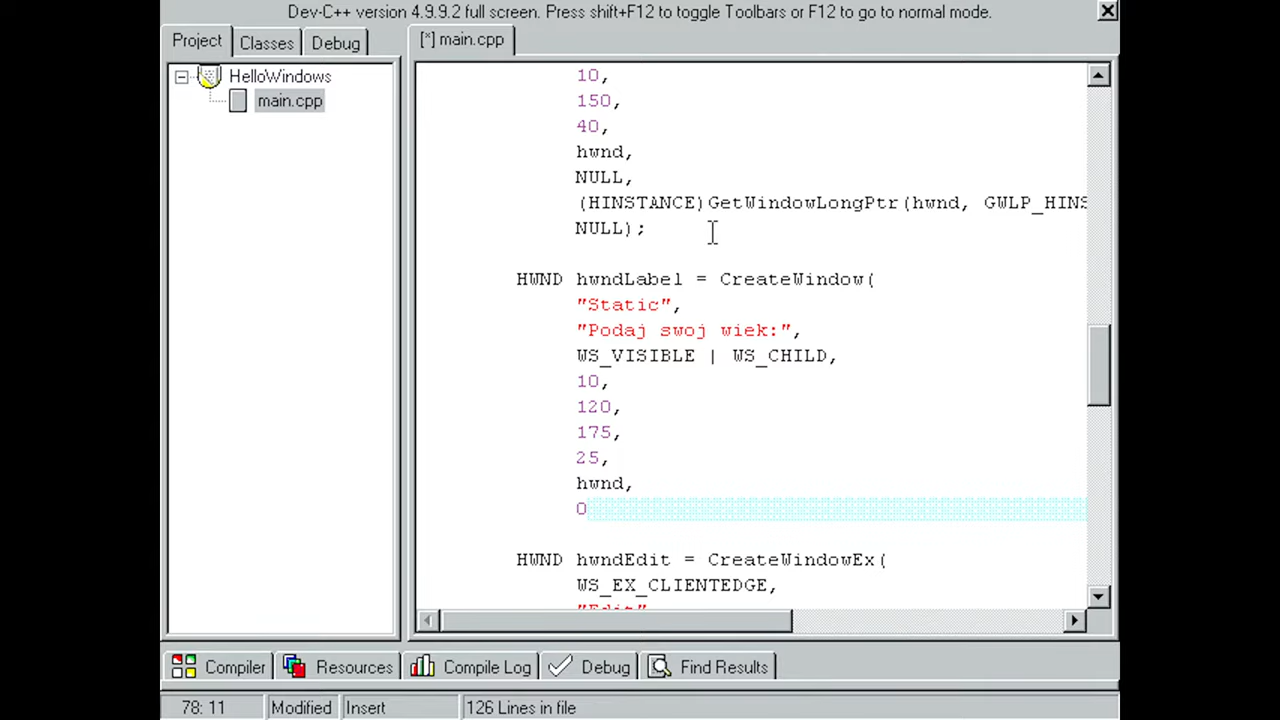 Dev-C++ version 4.9.9.2 full screen. Press shift+F12 to toggle Toolbars or F12 to go to normal mode.
Project Classes Debug
[*] main.cpp
HelloWindows
main.cpp
10,
150,
40,
hwnd,
NULL,
(HINSTANCE)GetWindowLongPtr(hwnd, GWLP_HINS
NULL);
HWND hwndLabel = CreateWindow(
"Static",
"Podaj swoj wiek:",
WS_VISIBLE | WS_CHILD,
10,
120,
175,
25,
hwnd,
0
HWND hwndEdit = CreateWindowEx(
WS_EX_CLIENTEDGE,
"Edit"
Compiler Resources Compile Log Debug Find Results
78: 11 Modified Insert 126 Lines in file